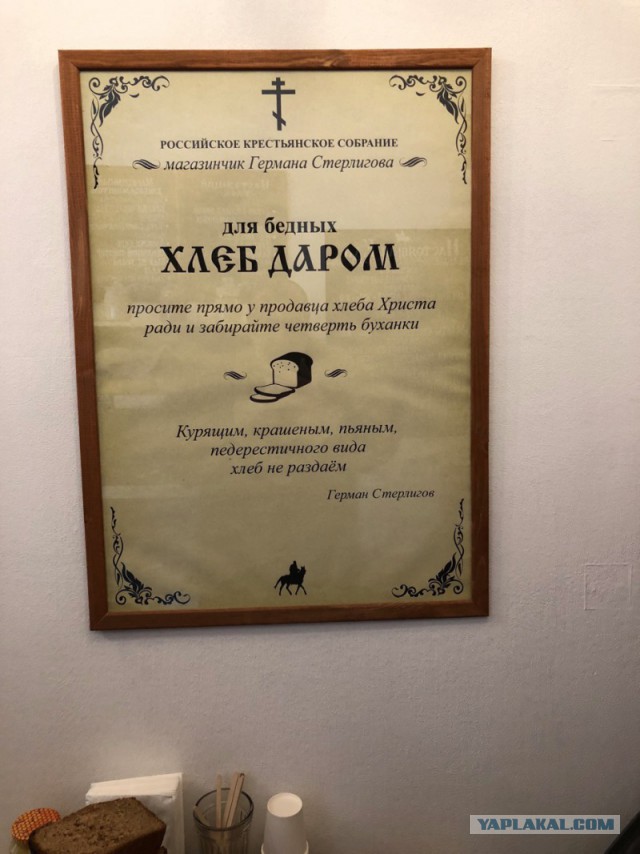 РОССИЙСКОЕ КРЕСТЬЯНСКОЕ СОБРАНИЕ
магазинчик Германа Стерлигова
для бедных
ХЛЕБ ДАРОМ
просите прямо у продавца хлеба Христа
ради и забирайте четверть буханки
Курящим, крашеным, пьяным,
педерестичного вида
хлеб не раздаём
Герман Стерлигов
YAPLAKAL.COM